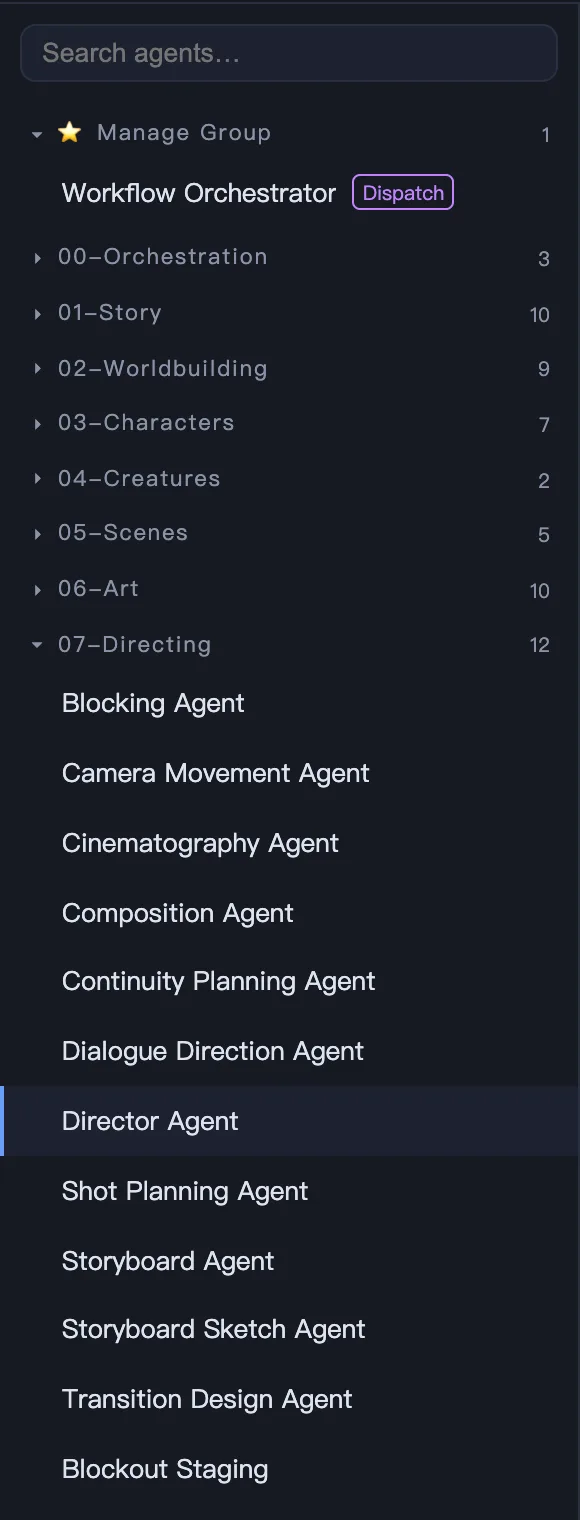 Search agents…
⭐ Manage Group 1
Workflow Orchestrator Dispatch
00–Orchestration 3
01–Story 10
02–Worldbuilding 9
03–Characters 7
04–Creatures 2
05–Scenes 5
06–Art 10
07–Directing 12
Blocking Agent
Camera Movement Agent
Cinematography Agent
Composition Agent
Continuity Planning Agent
Dialogue Direction Agent
Director Agent
Shot Planning Agent
Storyboard Agent
Storyboard Sketch Agent
Transition Design Agent
Blockout Staging